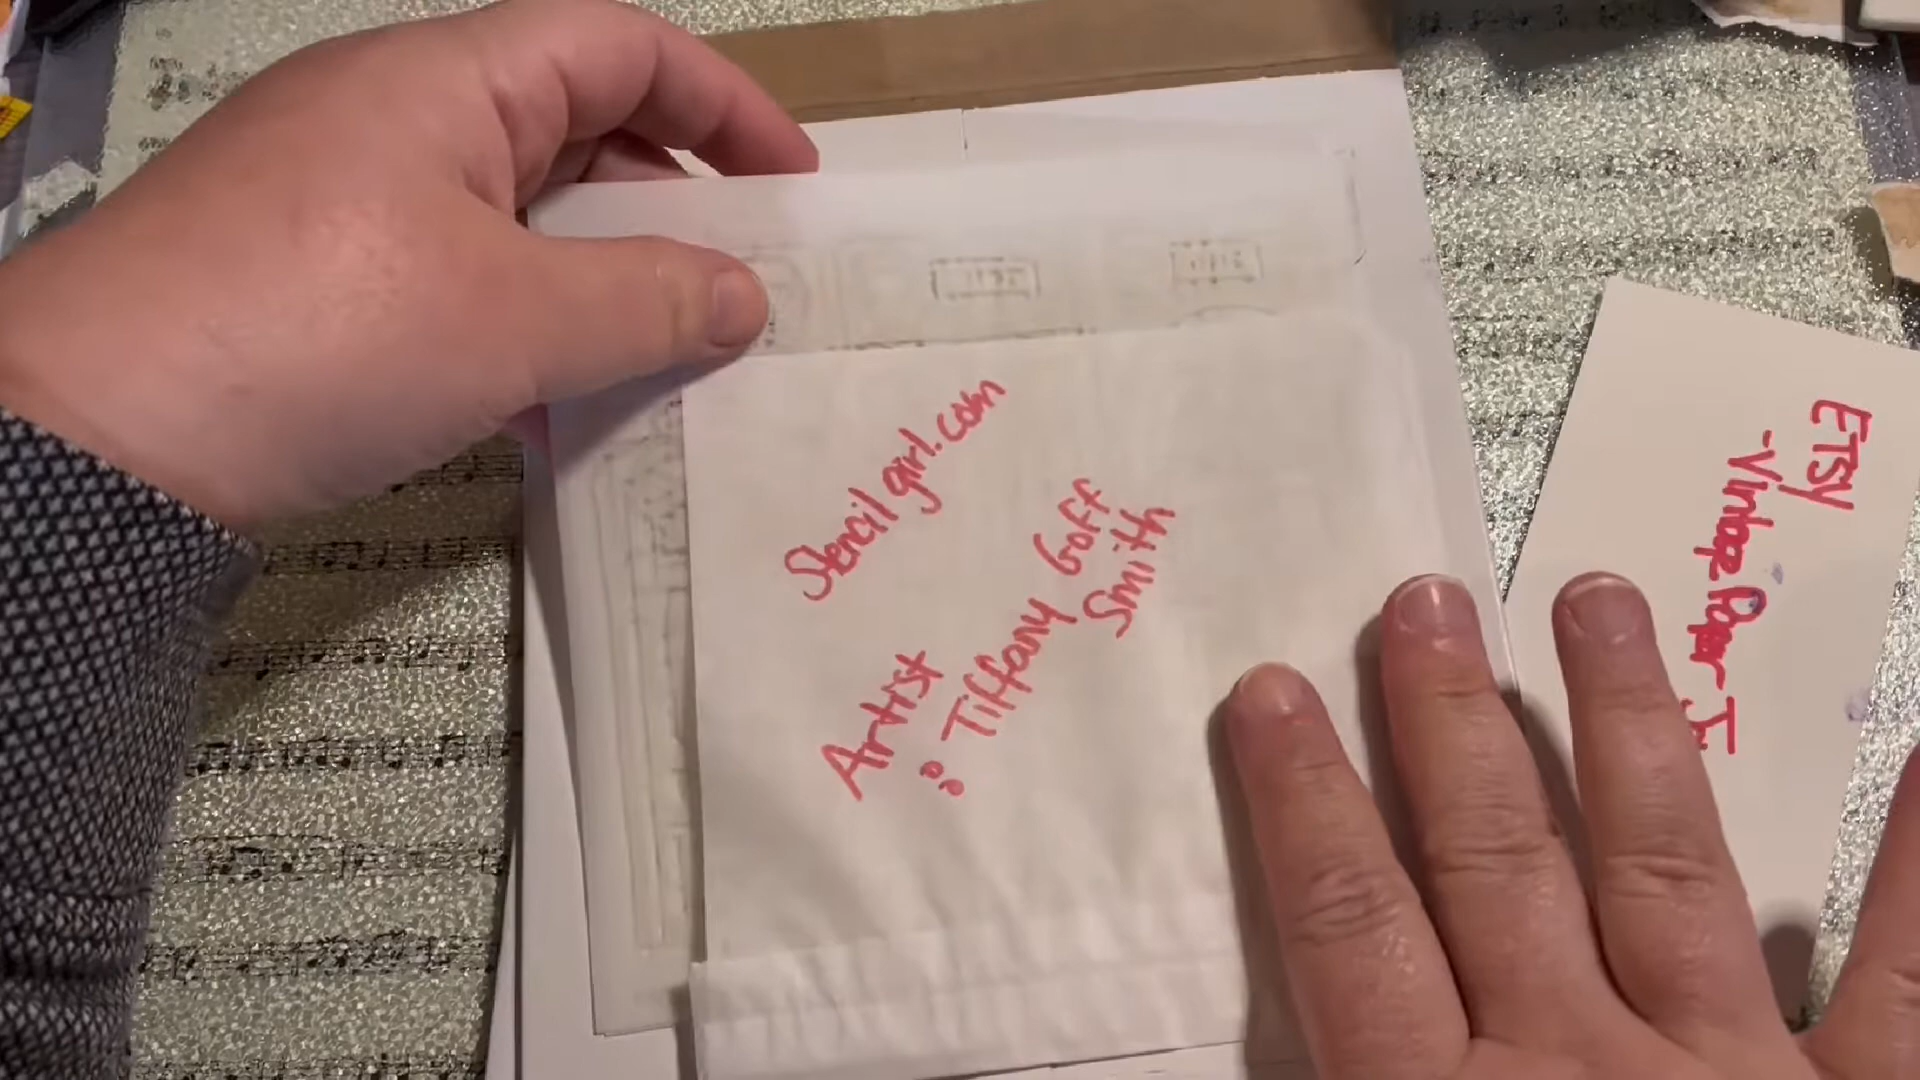 Stencilgirl.com
Artist
: Tiffany Goff
Smith
ETSY
-Vintage Paper